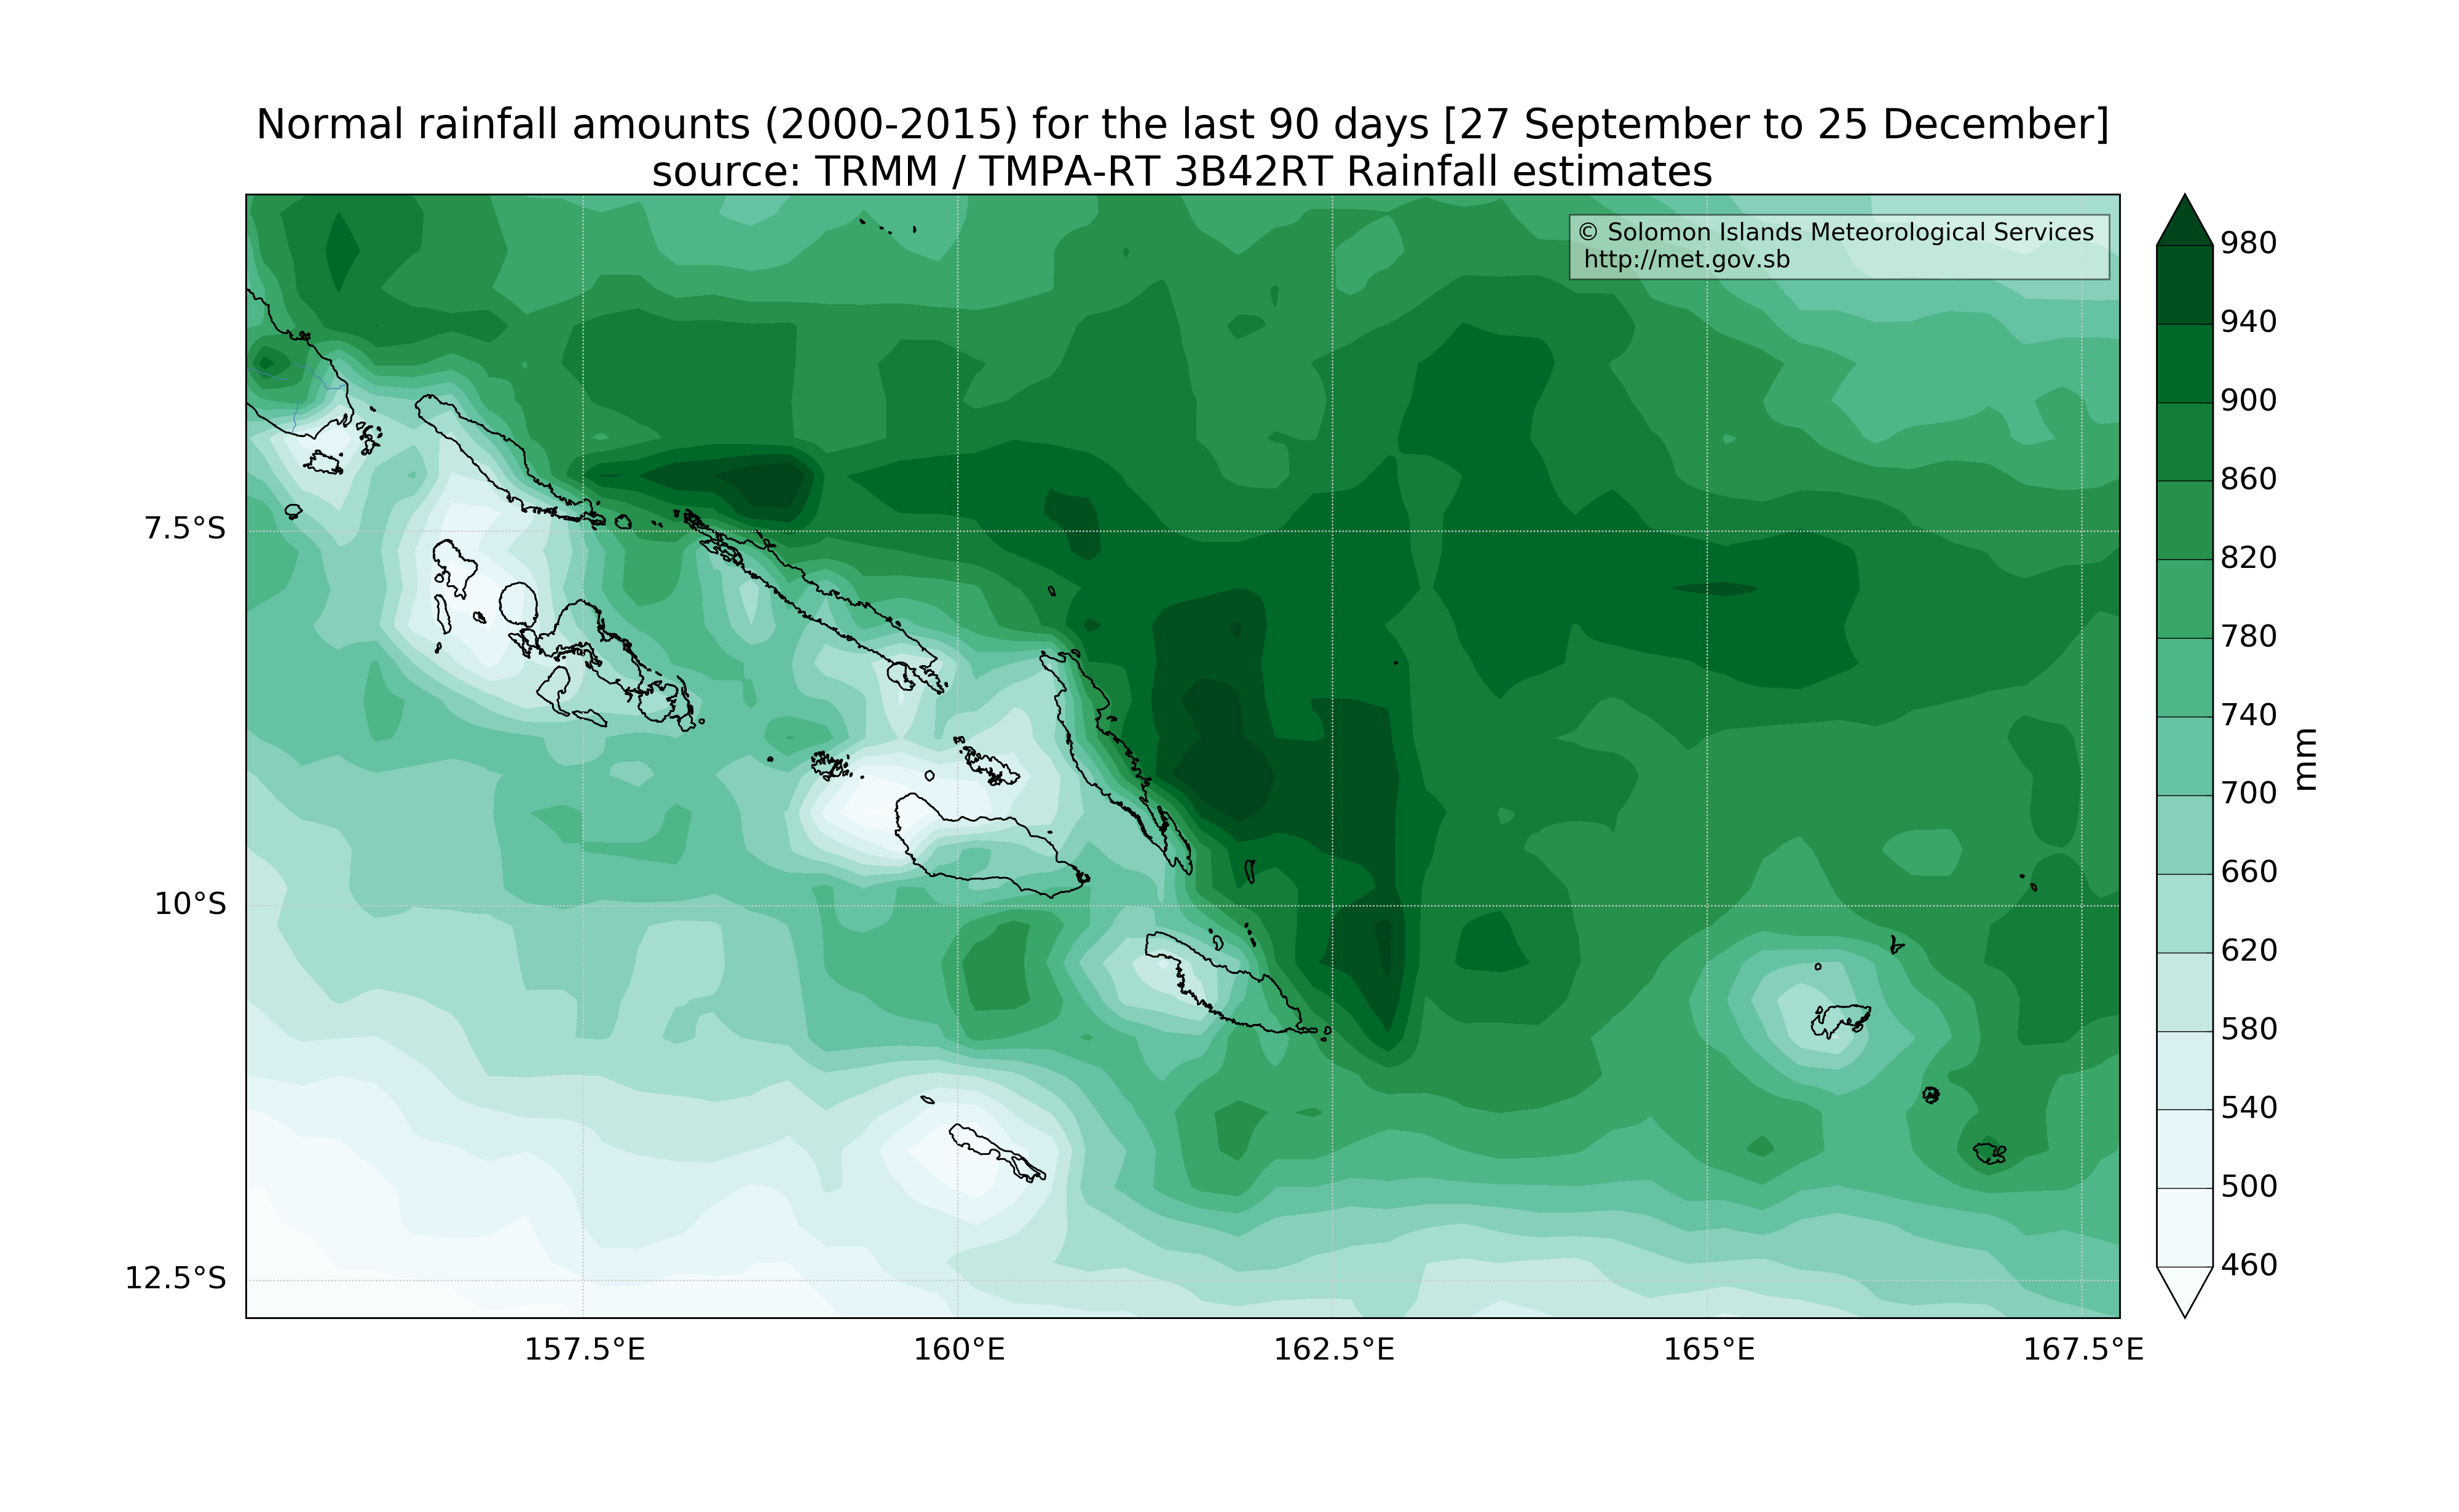 Normal rainfall amounts (2000-2015) for the last 90 days [27 September to 25 December]
source: TRMM / TMPA-RT 3B42RT Rainfall estimates
© Solomon Islands Meteorological Services
http://met.gov.sb
980
940
900
860
820
780
740
700
660
620
580
540
500
460
mm
7.5°S
10°S
12.5°S
157.5°E
160°E
162.5°E
165°E
167.5°E